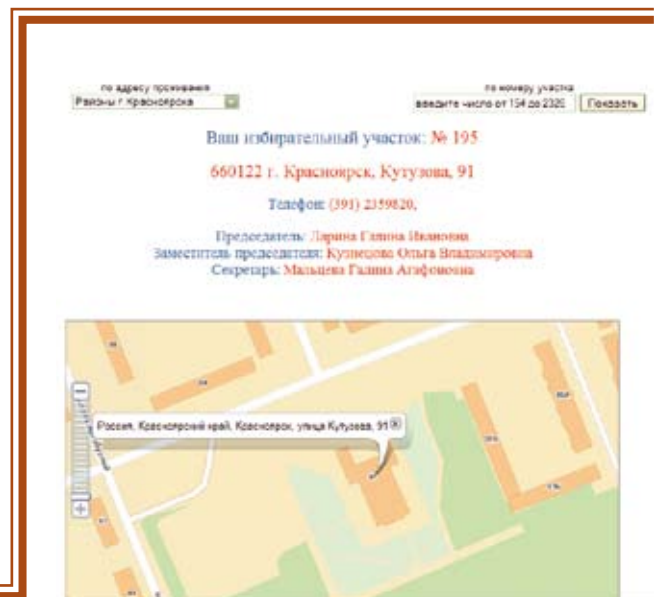 по адресу проживания
Районы г Красноярска
по номеру участка
введите число от 154 до 2326 Показать
Ваш избирательный участок: № 195
660122 г. Красноярск, Кутузова, 91
Телефон: (391) 2359820,
Председатель: Ларина Галина Ивановна
Заместитель председателя: Кузнецова Ольга Владимировна
Секретарь: Мальцева Галина Агафоновна
Россия, Красноярский край, Красноярск, улица Кутузова, 91